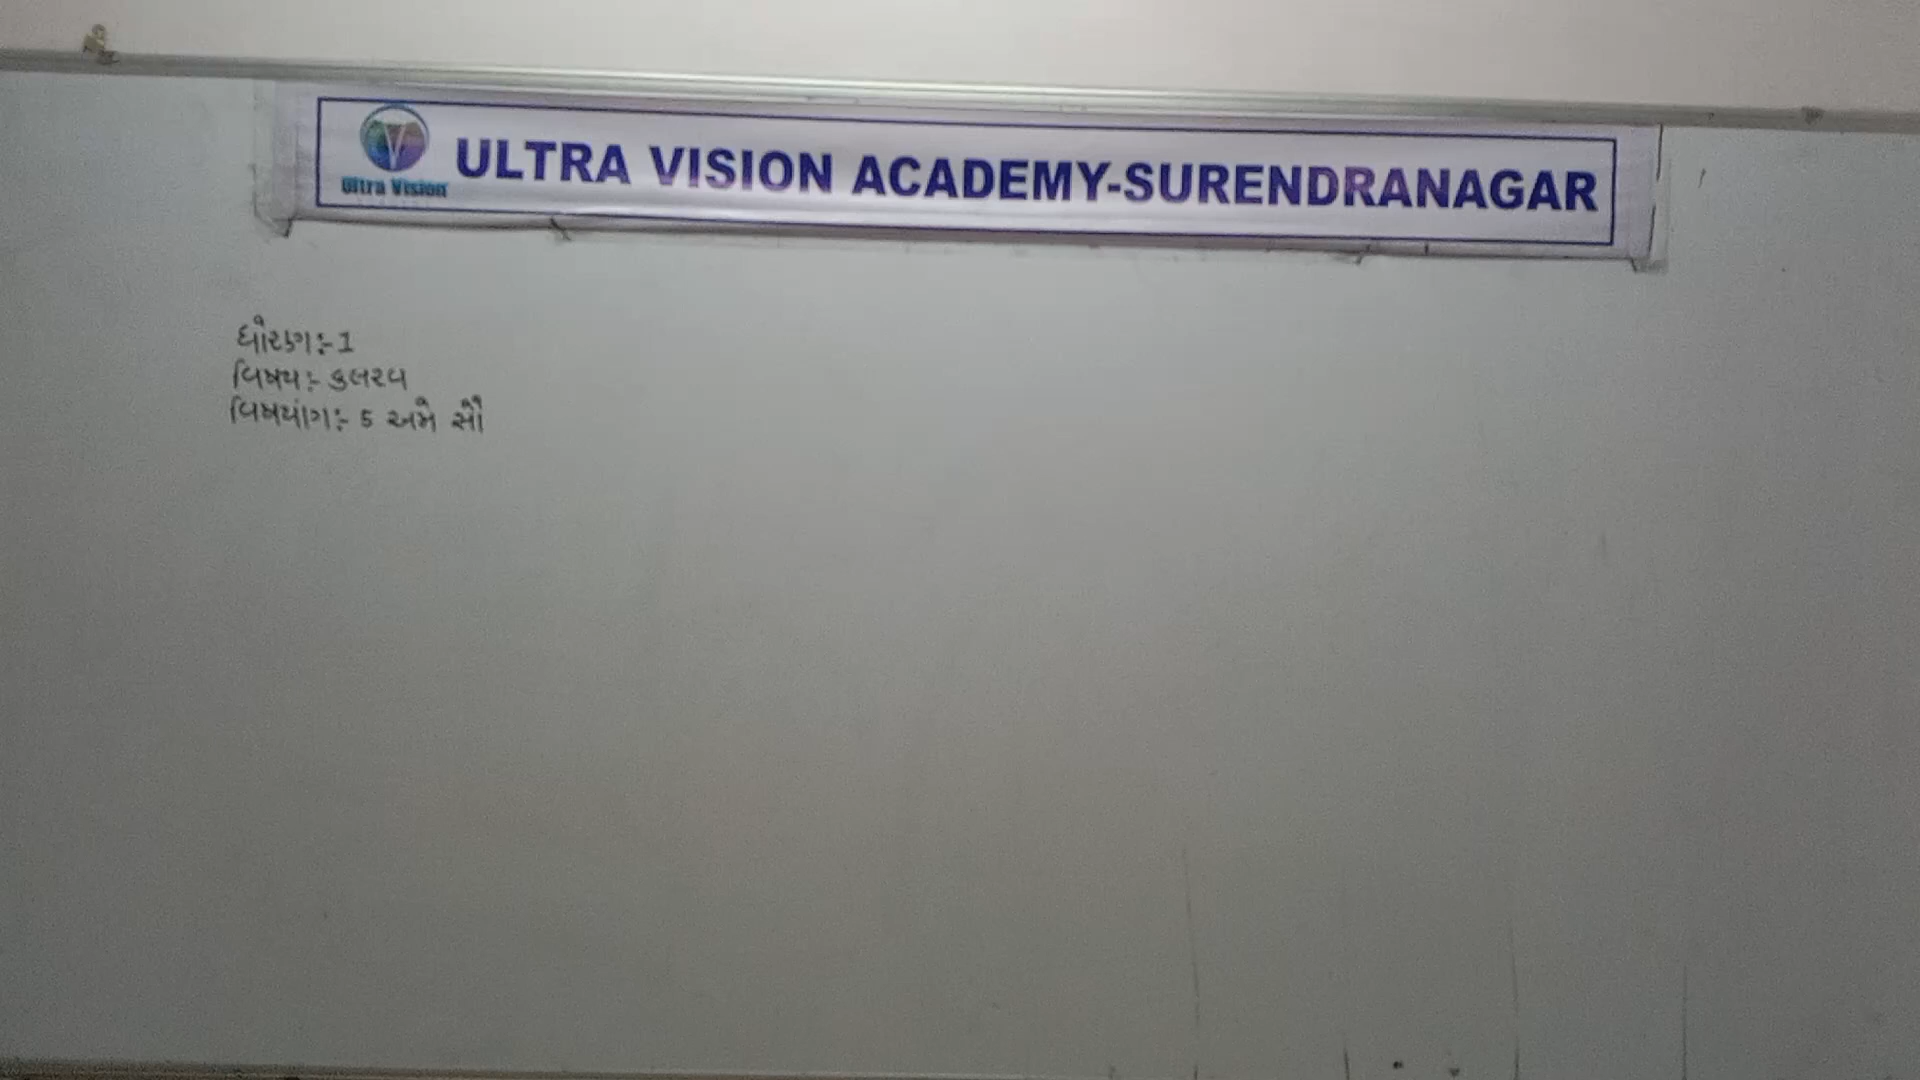 Ultra Vision
ULTRA VISION ACADEMY-SURENDRANAGAR
ધોરણ:-1
વિષય:- કલરવ
વિષયાંગ:- 5 અમે સૌ